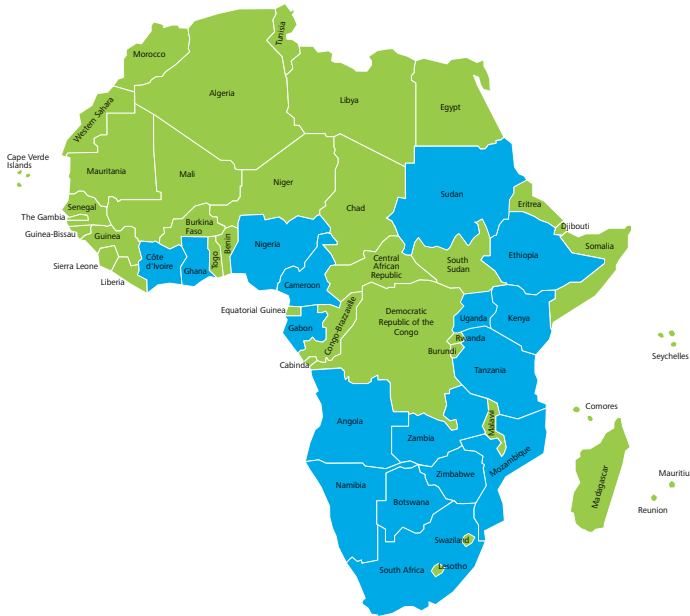 Tunisia
Morocco
Algeria
Libya
Egypt
Western Sahara
Cape Verde
Islands
Mauritania
Mali
Niger
Chad
Sudan
Eritrea
Senegal
The Gambia
Guinea-Bissau
Guinea
Burkina
Faso
Benin
Nigeria
Djibouti
Somalia
Ethiopia
Sierra Leone
Liberia
Côte
d'Ivoire
Ghana
Togo
Cameroon
Central
African
Republic
South
Sudan
Equatorial Guinea
Gabon
Congo-Brazzaville
Democratic
Republic of the
Congo
Uganda
Kenya
Rwanda
Burundi
Cabinda
Tanzania
Seychelles
Comores
Angola
Zambia
Malawi
Mozambique
Zimbabwe
Namibia
Botswana
Madagascar
Mauritiu
Reunion
Swaziland
South Africa
Lesotho